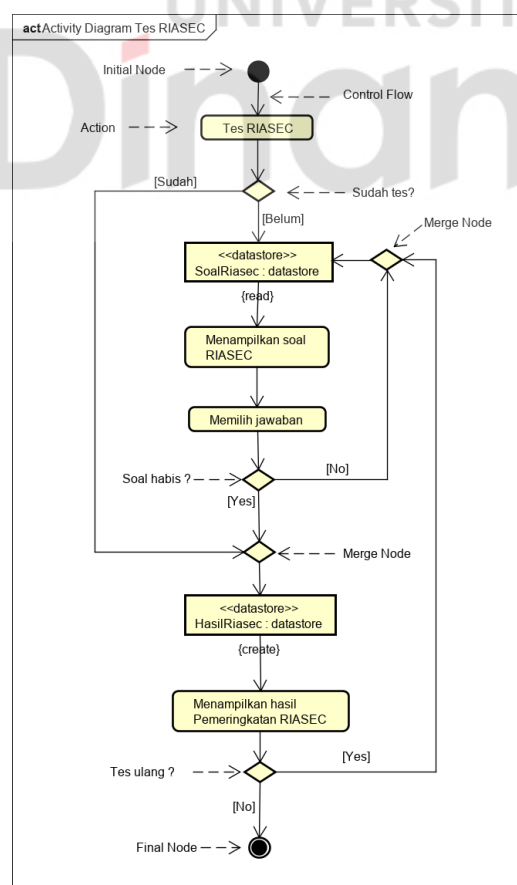 UNIVERSIT
Dinam
act Activity Diagram Tes RIASEC
Initial Node
Control Flow
Action
Tes RIASEC
[Sudah]
Sudah tes?
[Belum]
Merge Node
<<datastore>>
SoalRiasec : datastore
{read}
Menampilkan soal
RIASEC
Memilih jawaban
Soal habis ?
[No]
[Yes]
Merge Node
<<datastore>>
HasilRiasec : datastore
{create}
Menampilkan hasil
Pemeringkatan RIASEC
Tes ulang ?
[Yes]
[No]
Final Node